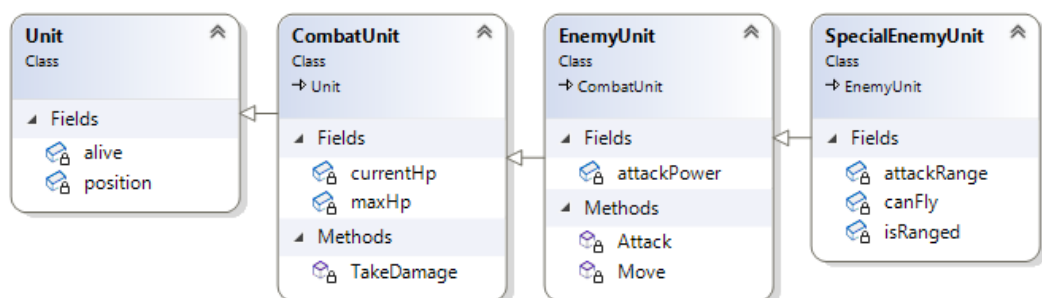 Unit
Class
Fields
alive
position
CombatUnit
Class
Unit
Fields
currentHp
maxHp
Methods
TakeDamage
EnemyUnit
Class
CombatUnit
Fields
attackPower
Methods
Attack
Move
SpecialEnemyUnit
Class
EnemyUnit
Fields
attackRange
canFly
isRanged